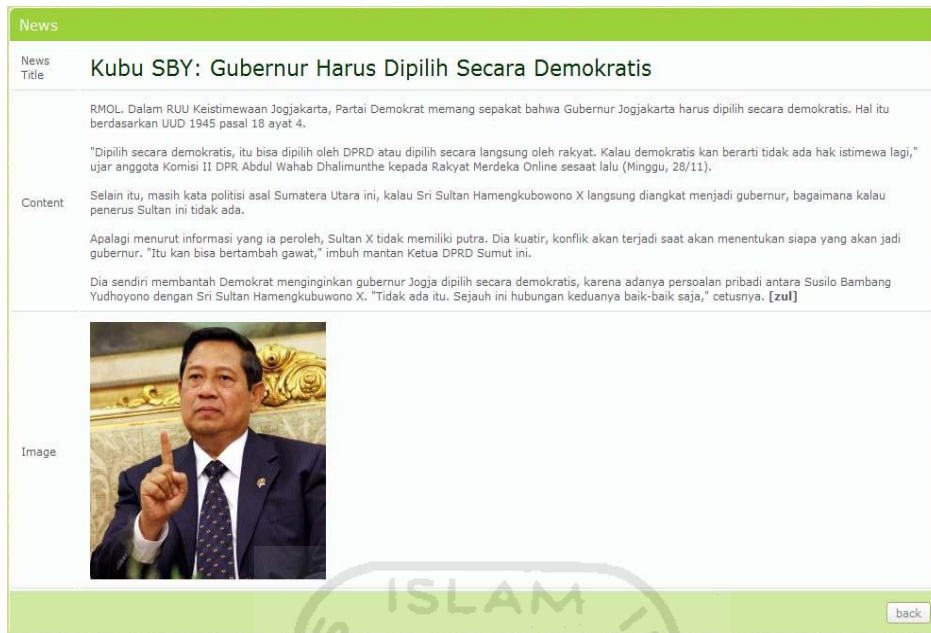 News
News
Title
Kubu SBY: Gubernur Harus Dipilih Secara Demokratis
RMOL. Dalam RUU Keistimewaan Jogjakarta, Partai Demokrat memang sepakat bahwa Gubernur Jogjakarta harus dipilih secara demokratis. Hal itu
berdasarkan UUD 1945 pasal 18 ayat 4.
"Dipilih secara demokratis, itu bisa dipilih oleh DPRD atau dipilih secara langsung oleh rakyat. Kalau demokratis kan berarti tidak ada hak istimewa lagi,"
ujar anggota Komisi II DPR Abdul Wahab Dhalimunthe kepada Rakyat Merdeka Online sesaat lalu (Minggu, 28/11).
Content
Selain itu, masih kata politisi asal Sumatera Utara ini, kalau Sri Sultan Hamengkubowono X langsung diangkat menjadi gubernur, bagaimana kalau
penerus Sultan ini tidak ada.
Apalagi menurut informasi yang ia peroleh, Sultan X tidak memiliki putra. Dia kuatir, konflik akan terjadi saat akan menentukan siapa yang akan jadi
gubernur. "Itu kan bisa bertambah gawat," imbuh mantan Ketua DPRD Sumut ini.
Dia sendiri membantah Demokrat menginginkan gubernur Jogja dipilih secara demokratis, karena adanya persoalan pribadi antara Susilo Bambang
Yudhoyono dengan Sri Sultan Hamengkubuwono X. "Tidak ada itu. Sejauh ini hubungan keduanya baik-baik saja," cetusnya. [zul]
Image
ISLAM
back